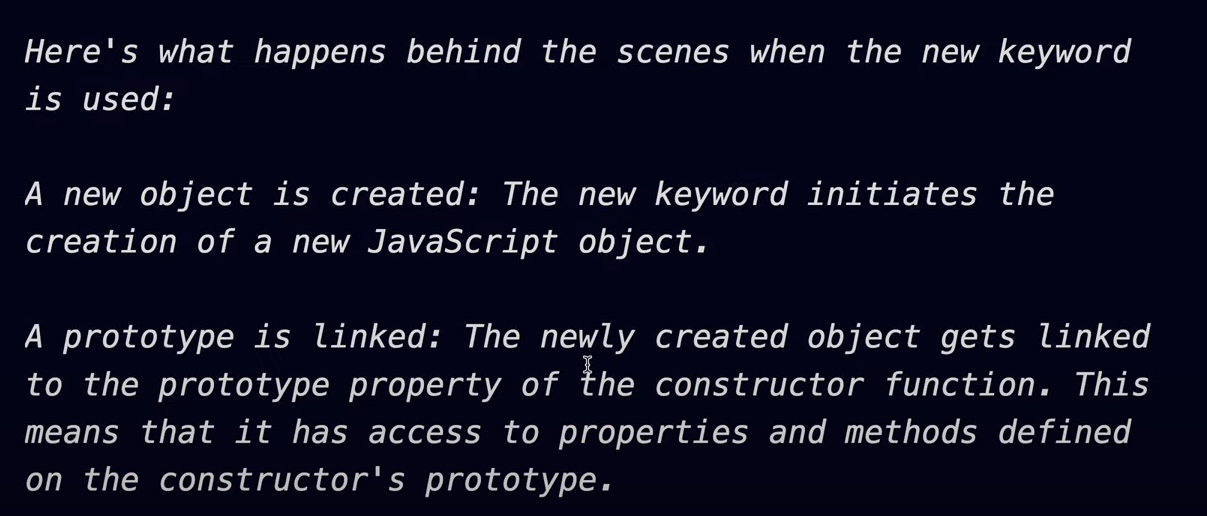 Here's what happens behind the scenes when the new keyword
is used:
A new object is created: The new keyword initiates the
creation of a new JavaScript object.
A prototype is linked: The newly created object gets linked
to the prototype property of the constructor function. This
means that it has access to properties and methods defined
on the constructor's prototype.